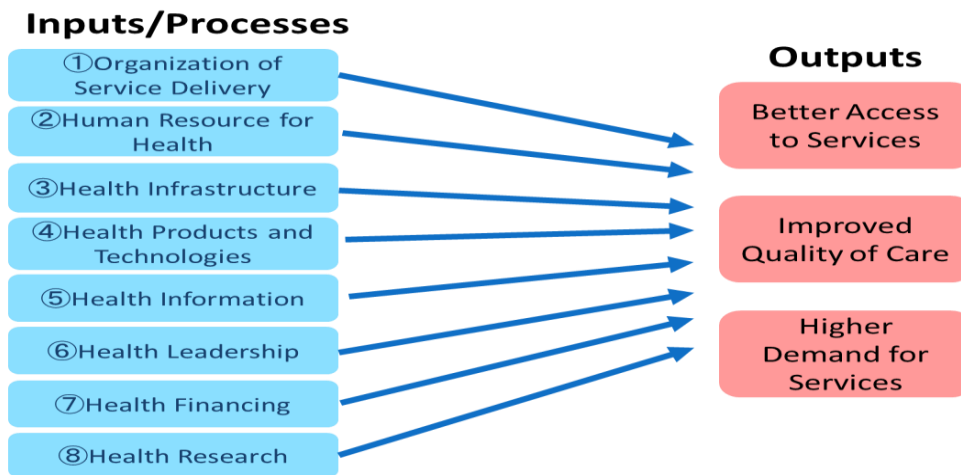 Inputs/Processes
①Organization of
Service Delivery
②Human Resource for
Health
③Health Infrastructure
④Health Products and
Technologies
⑤Health Information
⑥Health Leadership
⑦Health Financing
⑧Health Research
Outputs
Better Access
to Services
Improved
Quality of Care
Higher
Demand for
Services